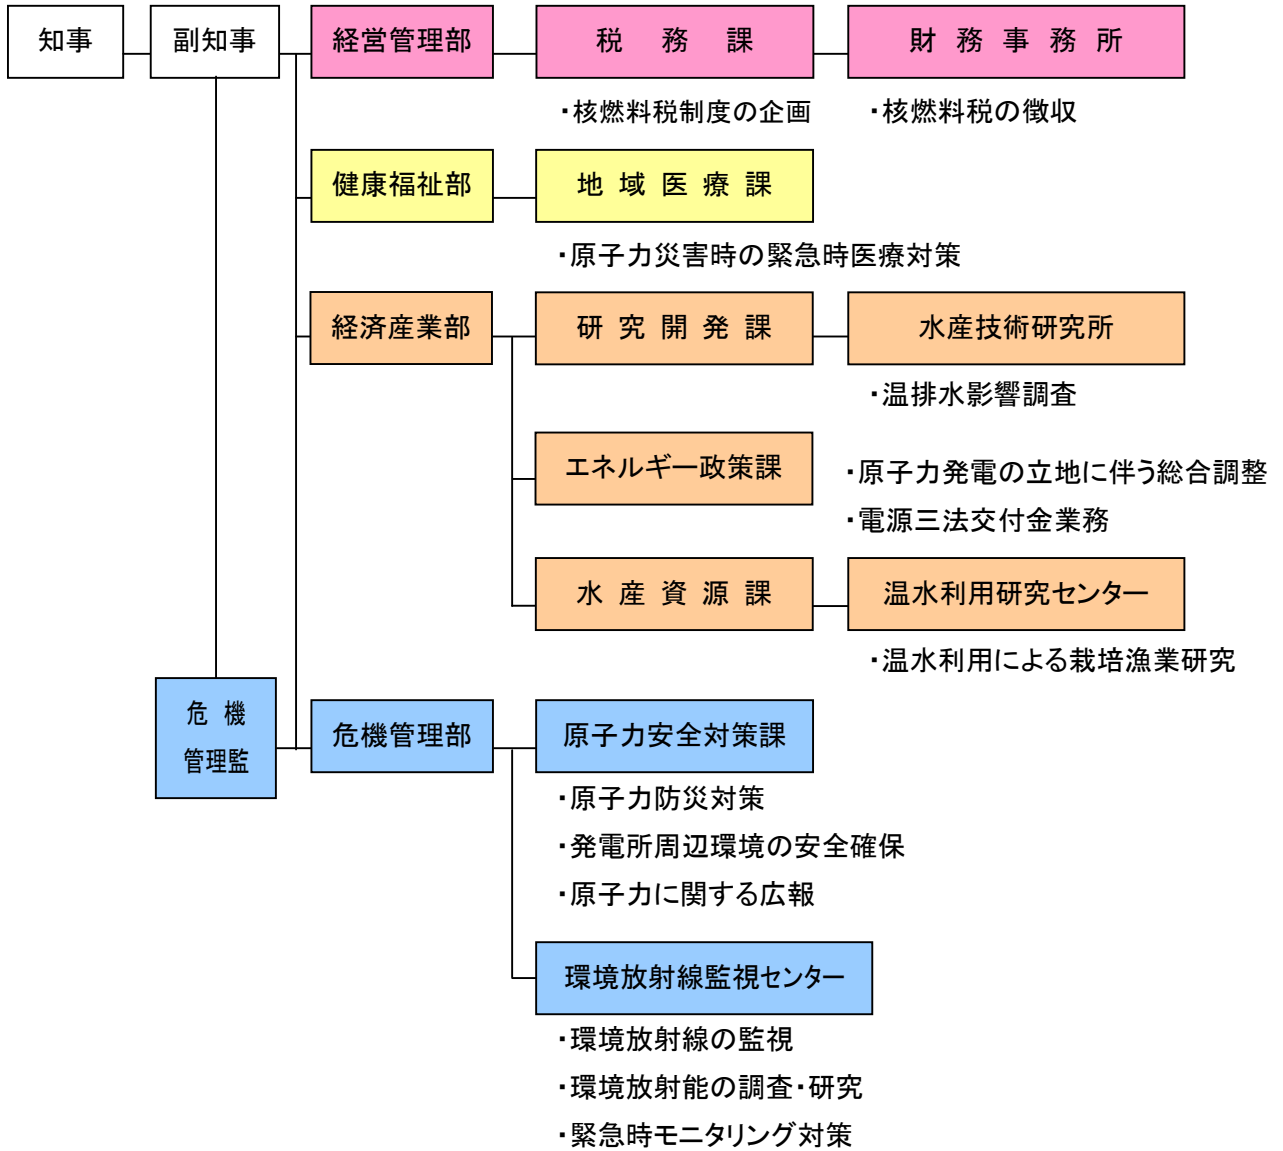 知事
副知事
経営管理部
税務課
財務事務所
・核燃料税制度の企画
・核燃料税の徴収
健康福祉部
地域医療課
・原子力災害時の緊急時医療対策
経済産業部
研究開発課
水産技術研究所
・温排水影響調査
エネルギー政策課
・原子力発電の立地に伴う総合調整
・電源三法交付金業務
水産資源課
温水利用研究センター
・温水利用による栽培漁業研究
危機
管理監
危機管理部
原子力安全対策課
・原子力防災対策
・発電所周辺環境の安全確保
・原子力に関する広報
環境放射線監視センター
・環境放射線の監視
・環境放射能の調査・研究
・緊急時モニタリング対策